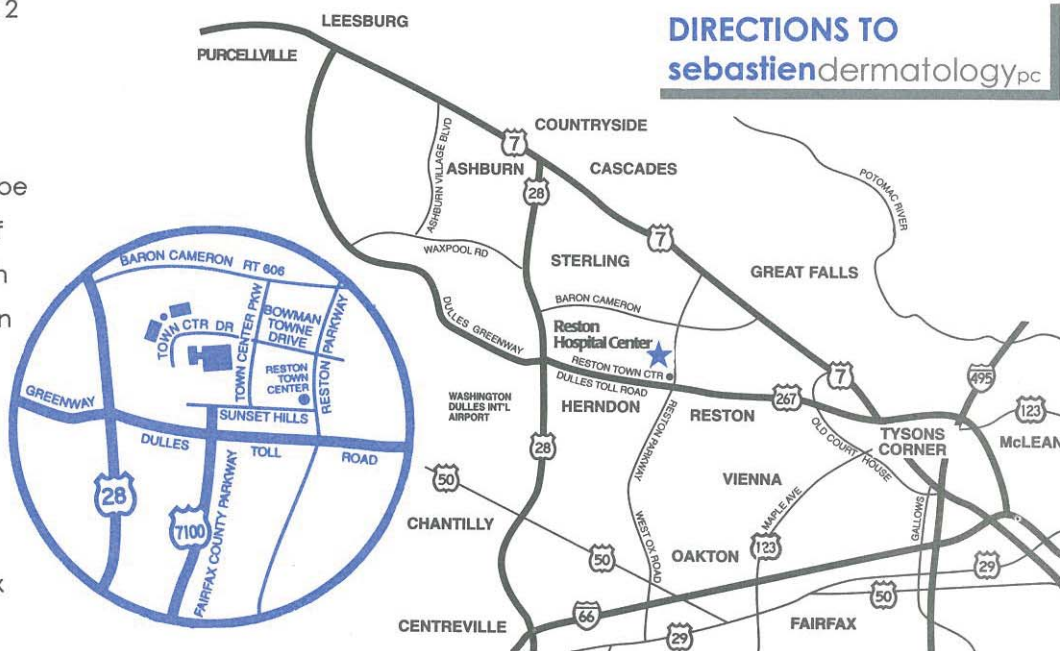 2
LEESBURG
DIRECTIONS TO
sebastiendermatologypc
PURCELLVILLE
COUNTRYSIDE
7
ASHBURN
CASCADES
28
ASHBURN VILLAGE BLVD
POTOMAC RIVER
WAXPOOL RD
7
STERLING
GREAT FALLS
BARON CAMERON
DULLES GREENWAY
Reston
Hospital Center
RESTON TOWN CTR
DULLES TOLL ROAD
7
495
WASHINGTON
DULLES INT'L
AIRPORT
HERNDON
RESTON
267
123
TYSONS
CORNER
McLEAN
RESTON PARKWAY
OLD COURT HOUSE
28
50
VIENNA
CHANTILLY
MAPLE AVE
GALLOWS
WEST OX ROAD
123
50
OAKTON
29
50
66
CENTREVILLE
29
FAIRFAX
BARON CAMERON RT 606
TOWN CTR DR
TOWN CENTER PKW
BOWMAN
TOWNE
DRIVE
RESTON PARKWAY
RESTON
TOWN
CENTER
GREENWAY
SUNSET HILLS
DULLES TOLL ROAD
28
7100
FAIRFAX COUNTY PARKWAY